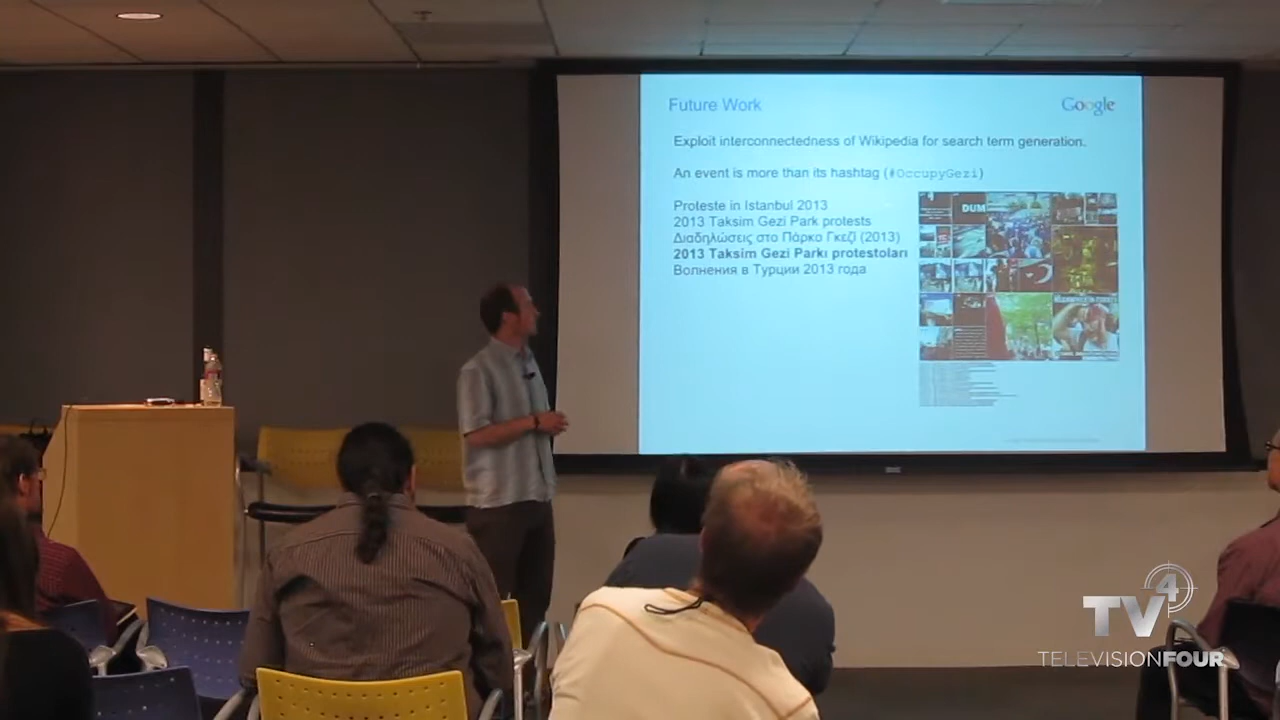 Future Work
Google
Exploit interconnectedness of Wikipedia for search term generation.
An event is more than its hashtag (#OccupyGezi)
Proteste in Istanbul 2013
2013 Taksim Gezi Park protests
Διαδηλώσεις στο Πάρκο Γκεζί (2013)
2013 Taksim Gezi Parkı protestoları
Волнения в Турции 2013 года
DUM
TV4
TELEVISIONFOUR